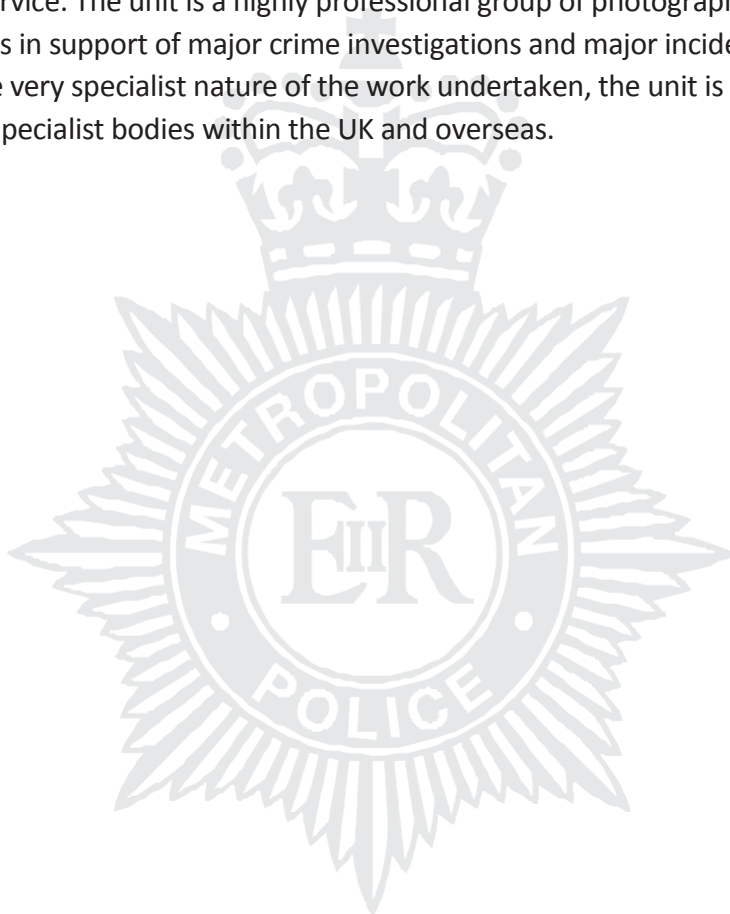 ervice. The unit is a highly professional group of photograph
s in support of major crime investigations and major incide
e very specialist nature of the work undertaken, the unit is
pecialist bodies within the UK and overseas.
METROPOLITAN
EIIR
POLICE